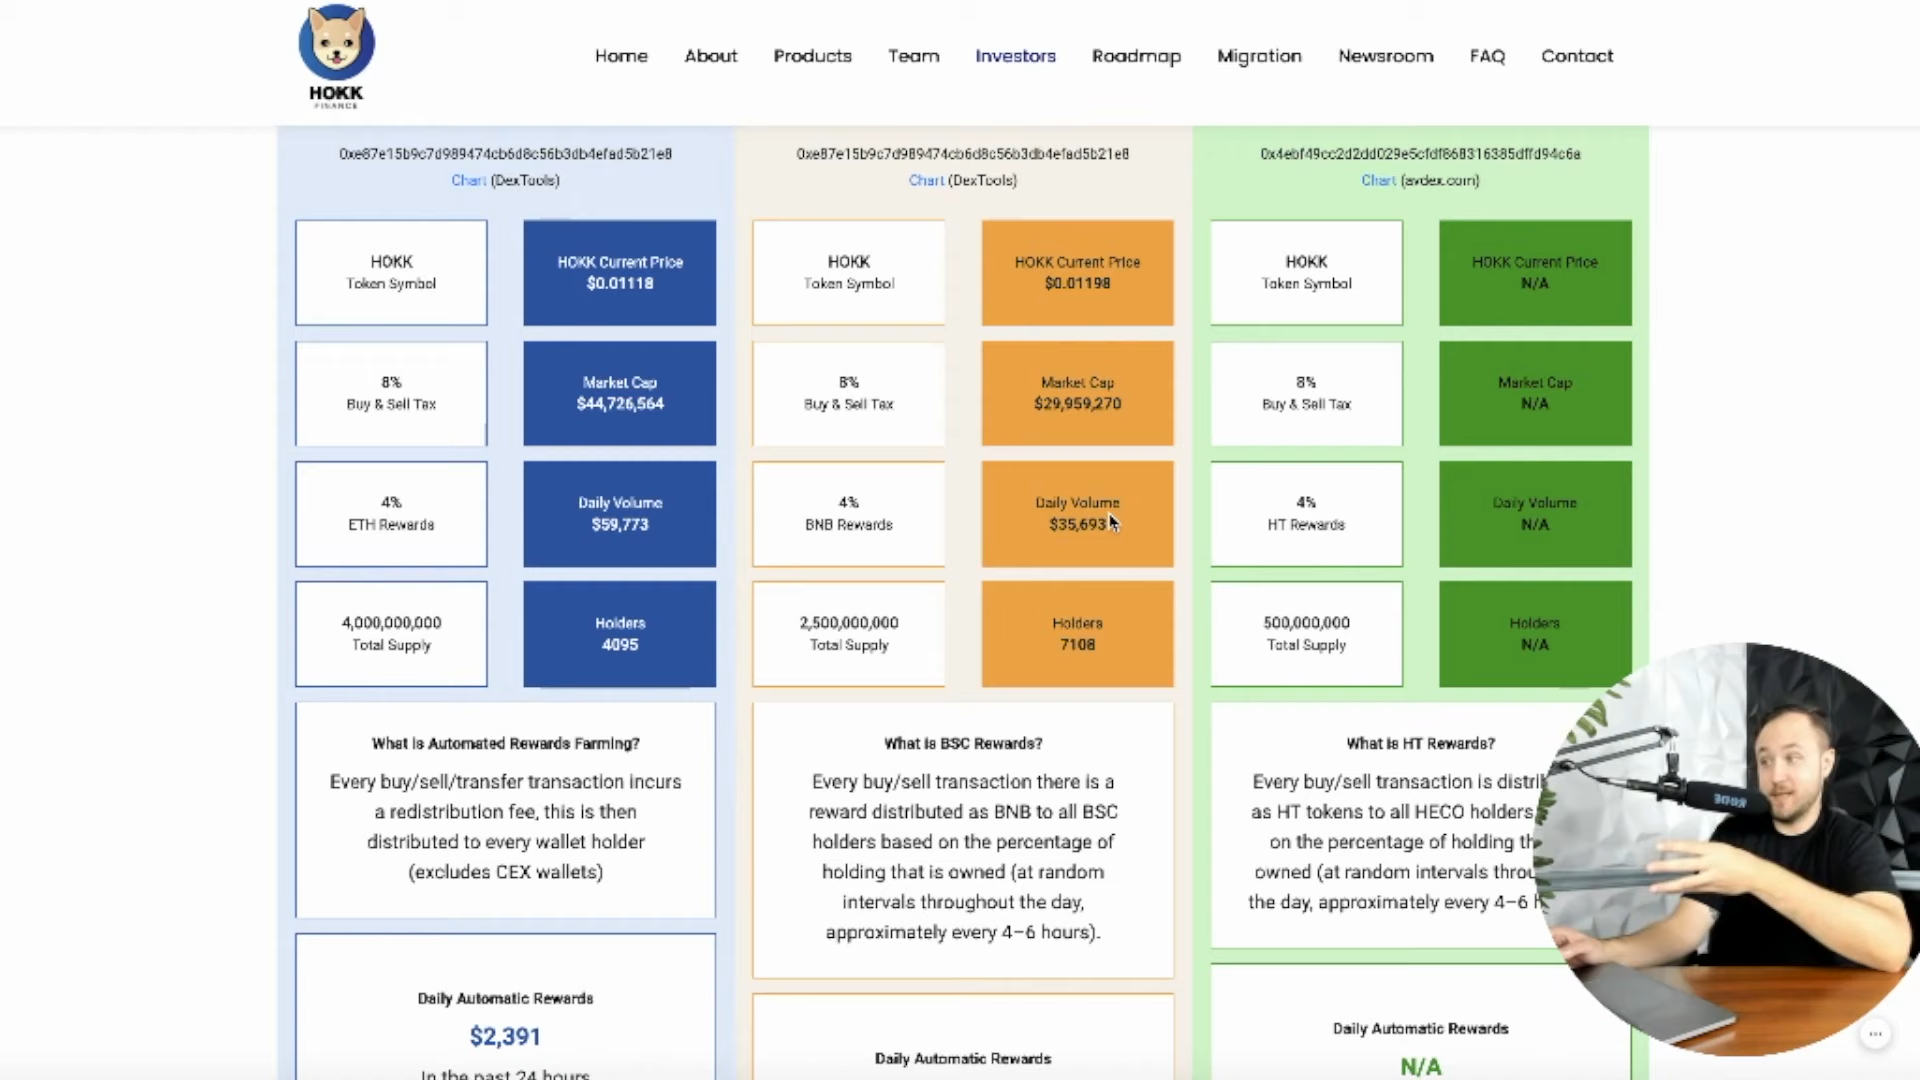 HOKK
FINANCE
Home
About
Products
Team
Investors
Roadmap
Migration
Newsroom
FAQ
Contact
0xe87e15b9c7d989474cb6d8c56b3db4efad5b21e8
Chart (DexTools)
HOKK
Token Symbol
HOKK Current Price
$0.01118
8%
Buy & Sell Tax
Market Cap
$44,726,564
4%
ETH Rewards
Daily Volume
$59,773
4,000,000,000
Total Supply
Holders
4095
What is Automated Rewards Farming?
Every buy/sell/transfer transaction incurs
a redistribution fee, this is then
distributed to every wallet holder
(excludes CEX wallets)
Daily Automatic Rewards
$2,391
In the past 24 hours
0xe87e15b9c7d989474cb6d8c56b3db4efad5b21e8
Chart (DexTools)
HOKK
Token Symbol
HOKK Current Price
$0.01198
8%
Buy & Sell Tax
Market Cap
$29,959,270
4%
BNB Rewards
Daily Volume
$35,693
2,500,000,000
Total Supply
Holders
7108
What is BSC Rewards?
Every buy/sell transaction there is a
reward distributed as BNB to all BSC
holders based on the percentage of
holding that is owned (at random
intervals throughout the day,
approximately every 4–6 hours).
Daily Automatic Rewards
0x4ebf49cc2d2dd029e5cfdf868316385dffd94c6a
Chart (avdex.com)
HOKK
Token Symbol
HOKK Current Price
N/A
8%
Buy & Sell Tax
Market Cap
N/A
4%
HT Rewards
Daily Volume
N/A
500,000,000
Total Supply
Holders
N/A
What is HT Rewards?
Every buy/sell transaction is
as HT tokens to all HECO holders
on the percentage of holding
owned (at random intervals
the day, approximately every 4–6
Daily Automatic Rewards
N/A